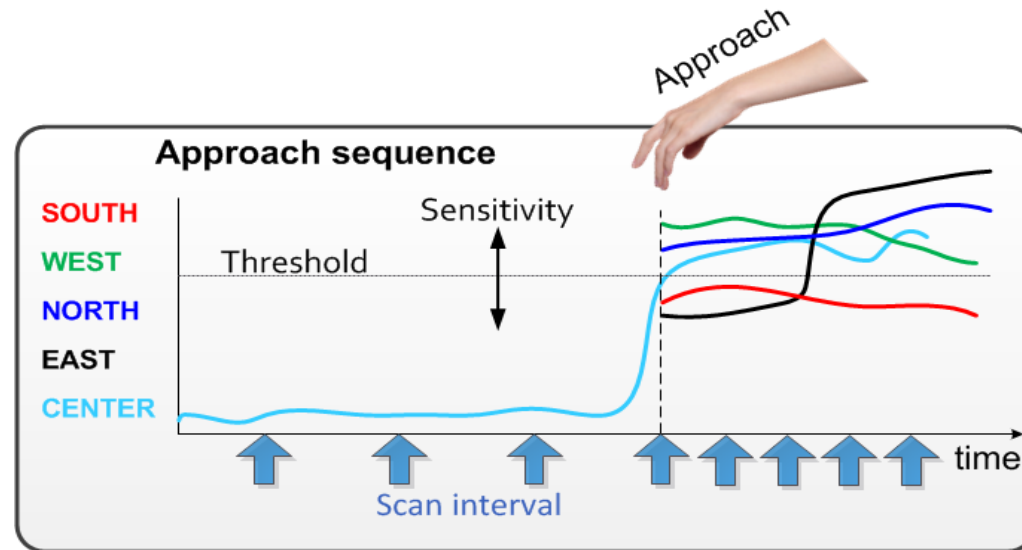 Approach
Approach sequence
SOUTH
Sensitivity
WEST
Threshold
NORTH
EAST
CENTER
time
Scan interval